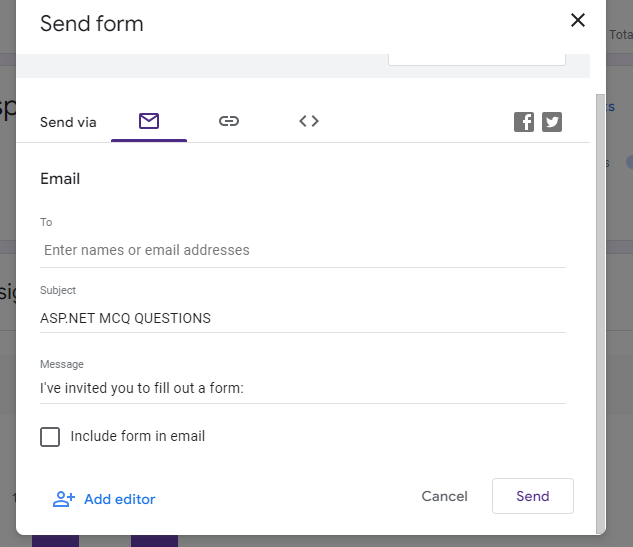 Send form
Tota
Send via
Email
To
Enter names or email addresses
Subject
ASP.NET MCQ QUESTIONS
Message
I've invited you to fill out a form:
Include form in email
Add editor
Cancel
Send